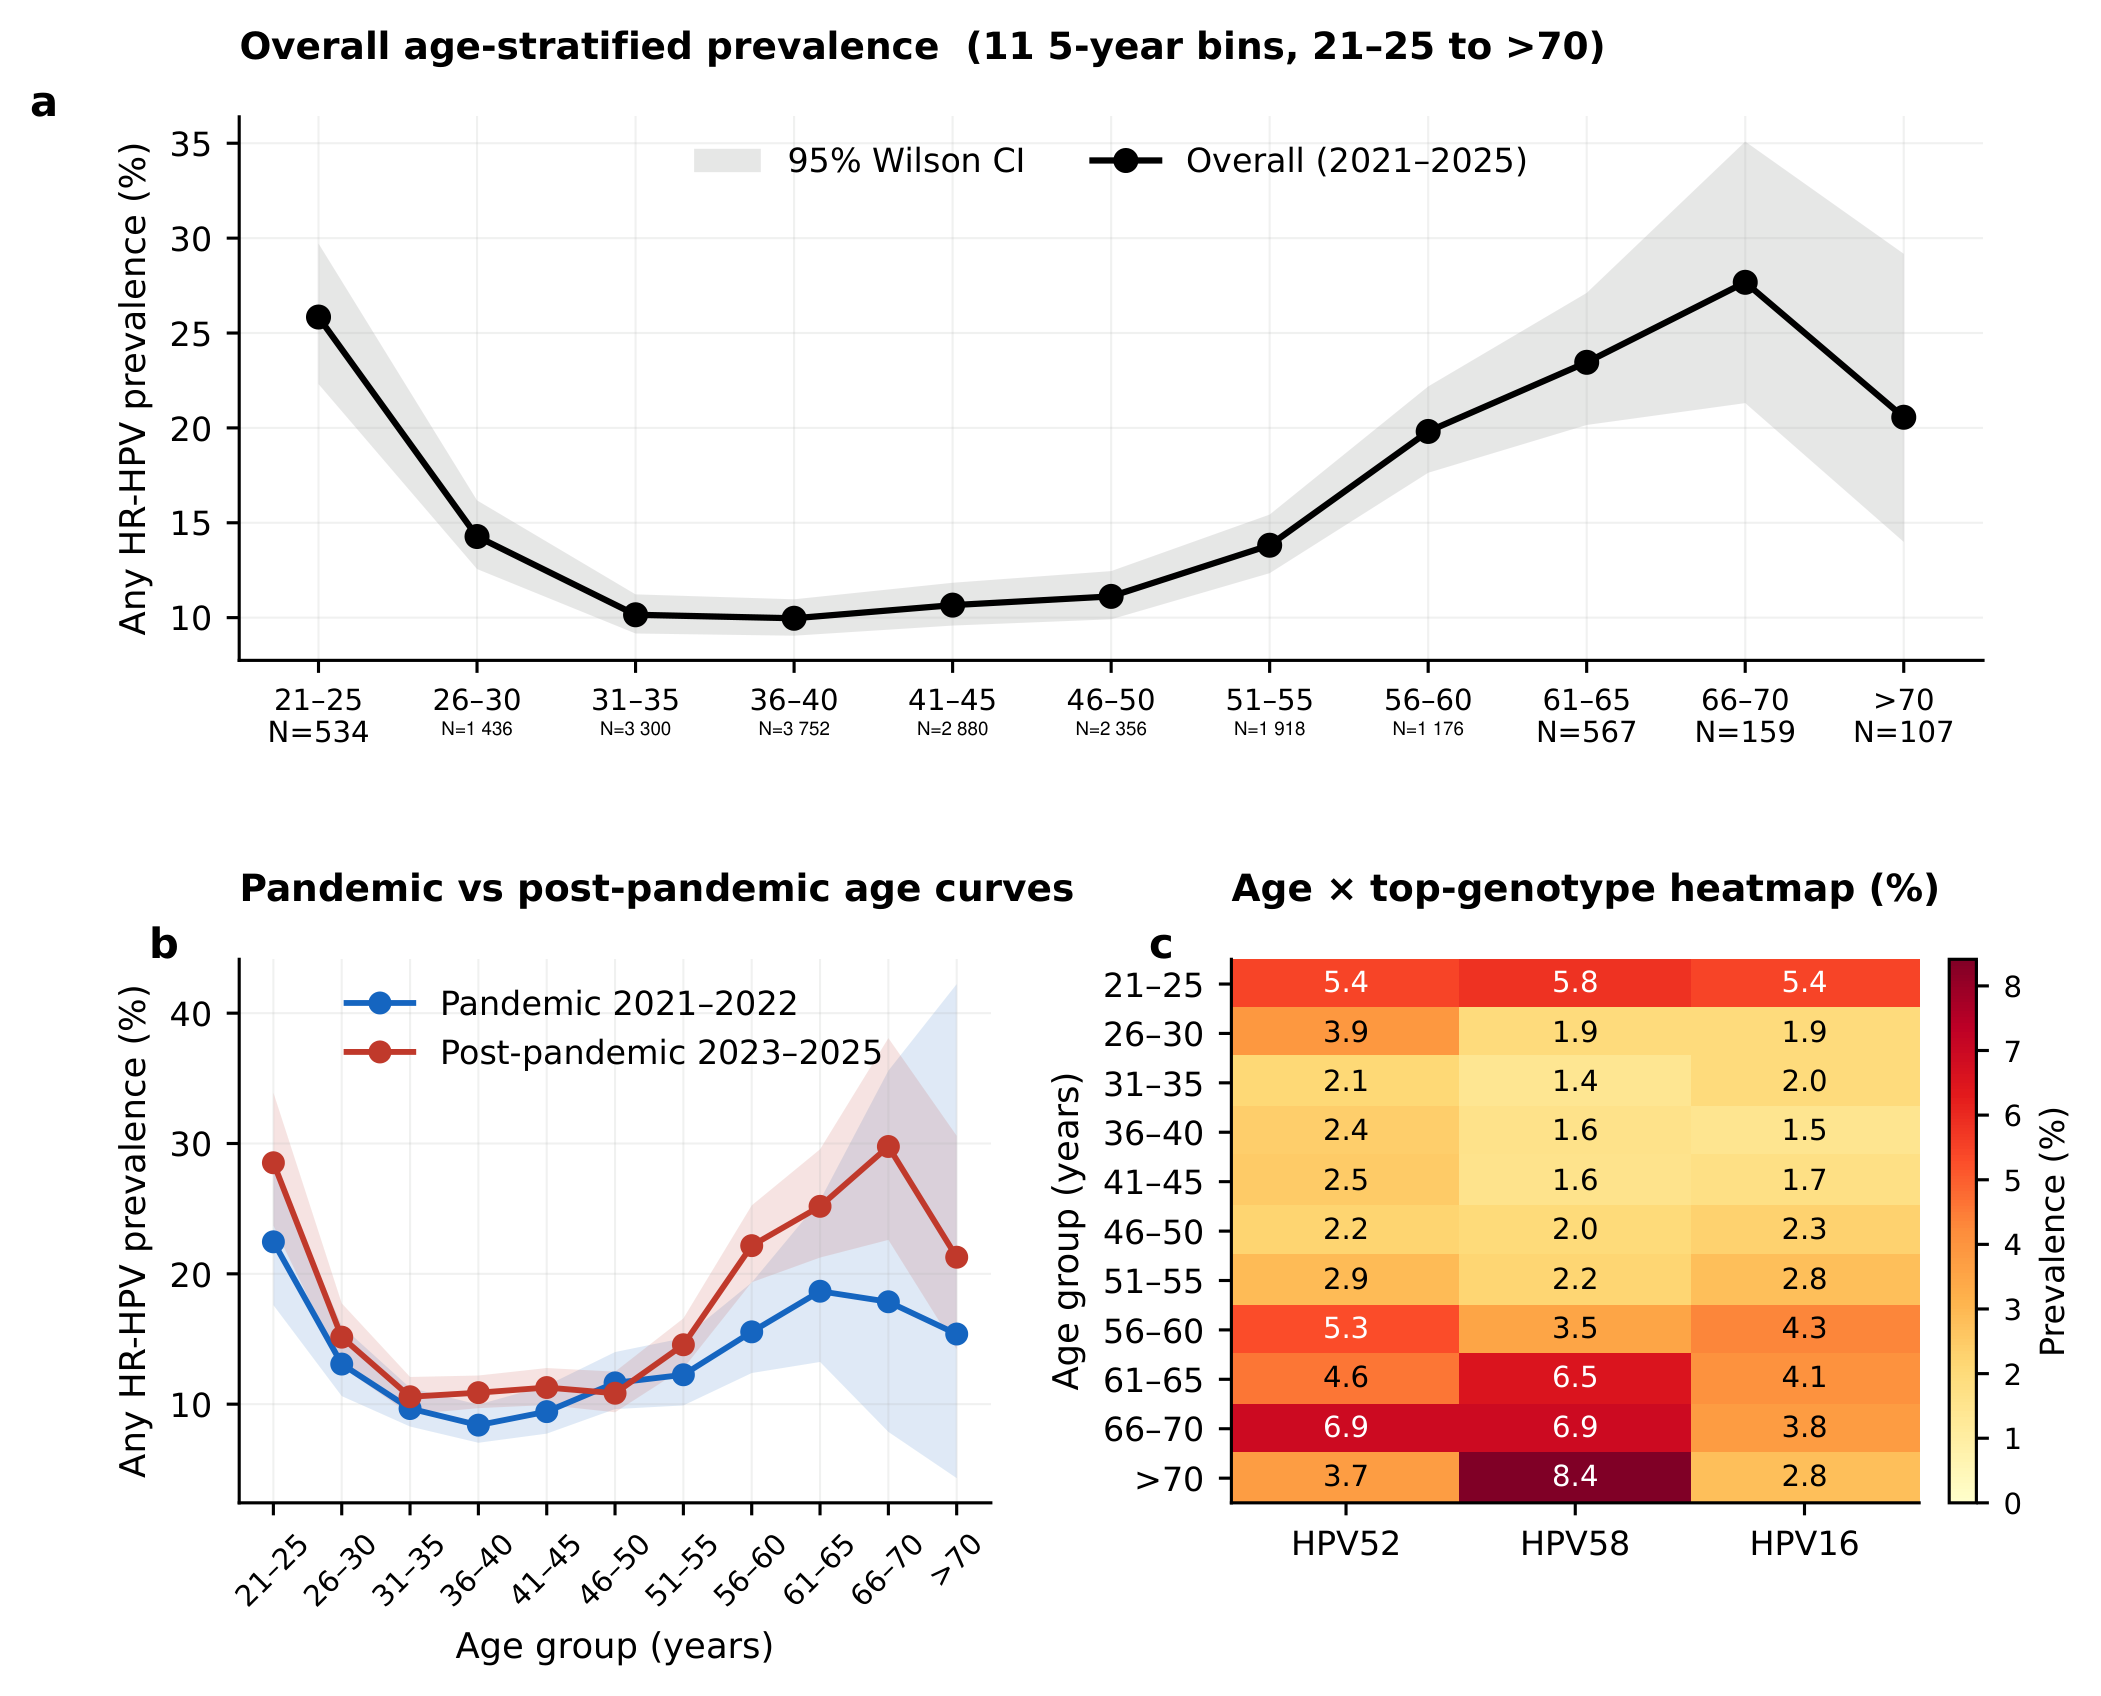 Overall age-stratified prevalence (11 5-year bins, 21–25 to >70)
a
Any HR-HPV prevalence (%)
35
30
25
20
15
10
95% Wilson CI
Overall (2021–2025)
21–25 26–30 31–35 36–40 41–45 46–50 51–55 56–60 61–65 66–70 >70
N=534 N=1 436 N=3 300 N=3 752 N=2 880 N=2 356 N=1 918 N=1 176 N=567 N=159 N=107
Pandemic vs post-pandemic age curves
b
Any HR-HPV prevalence (%)
40
30
20
10
Pandemic 2021–2022
Post-pandemic 2023–2025
21–25 26–30 31–35 36–40 41–45 46–50 51–55 56–60 61–65 66–70 >70
Age group (years)
Age × top-genotype heatmap (%)
c
Age group (years)
21–25 5.4 5.8 5.4
26–30 3.9 1.9 1.9
31–35 2.1 1.4 2.0
36–40 2.4 1.6 1.5
41–45 2.5 1.6 1.7
46–50 2.2 2.0 2.3
51–55 2.9 2.2 2.8
56–60 5.3 3.5 4.3
61–65 4.6 6.5 4.1
66–70 6.9 6.9 3.8
>70 3.7 8.4 2.8
HPV52 HPV58 HPV16
8
7
6
5
4
3
2
1
0
Prevalence (%)